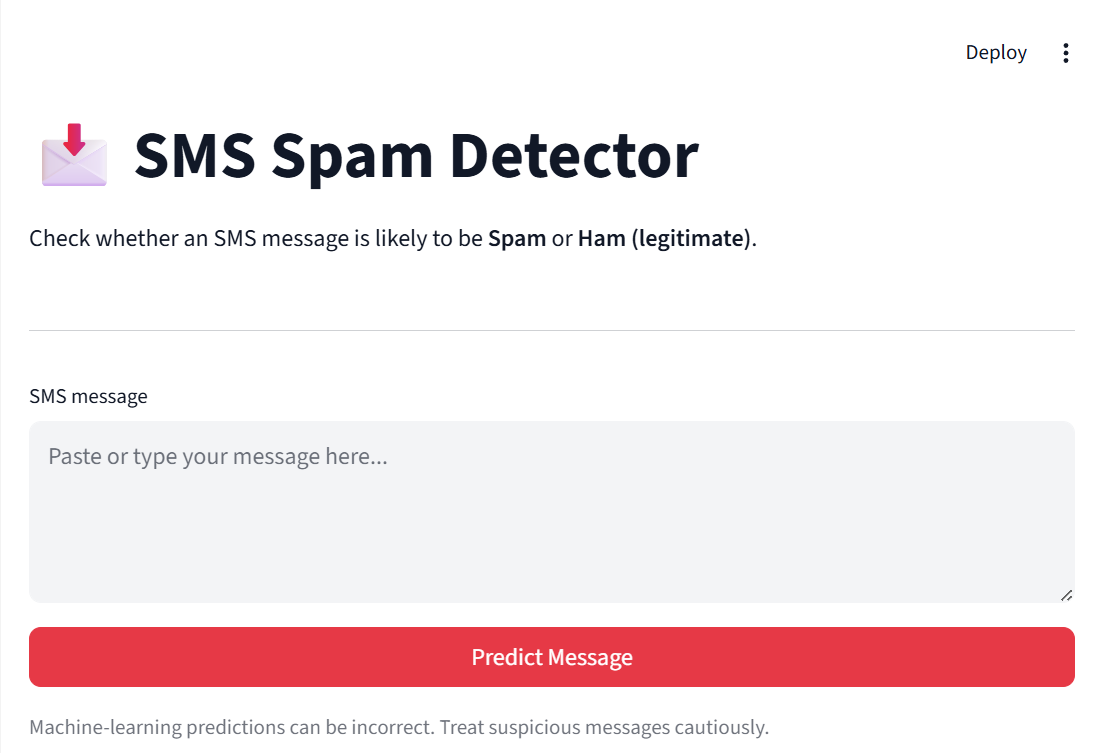 Deploy
SMS Spam Detector
Check whether an SMS message is likely to be Spam or Ham (legitimate).
SMS message
Paste or type your message here...
Predict Message
Machine-learning predictions can be incorrect. Treat suspicious messages cautiously.